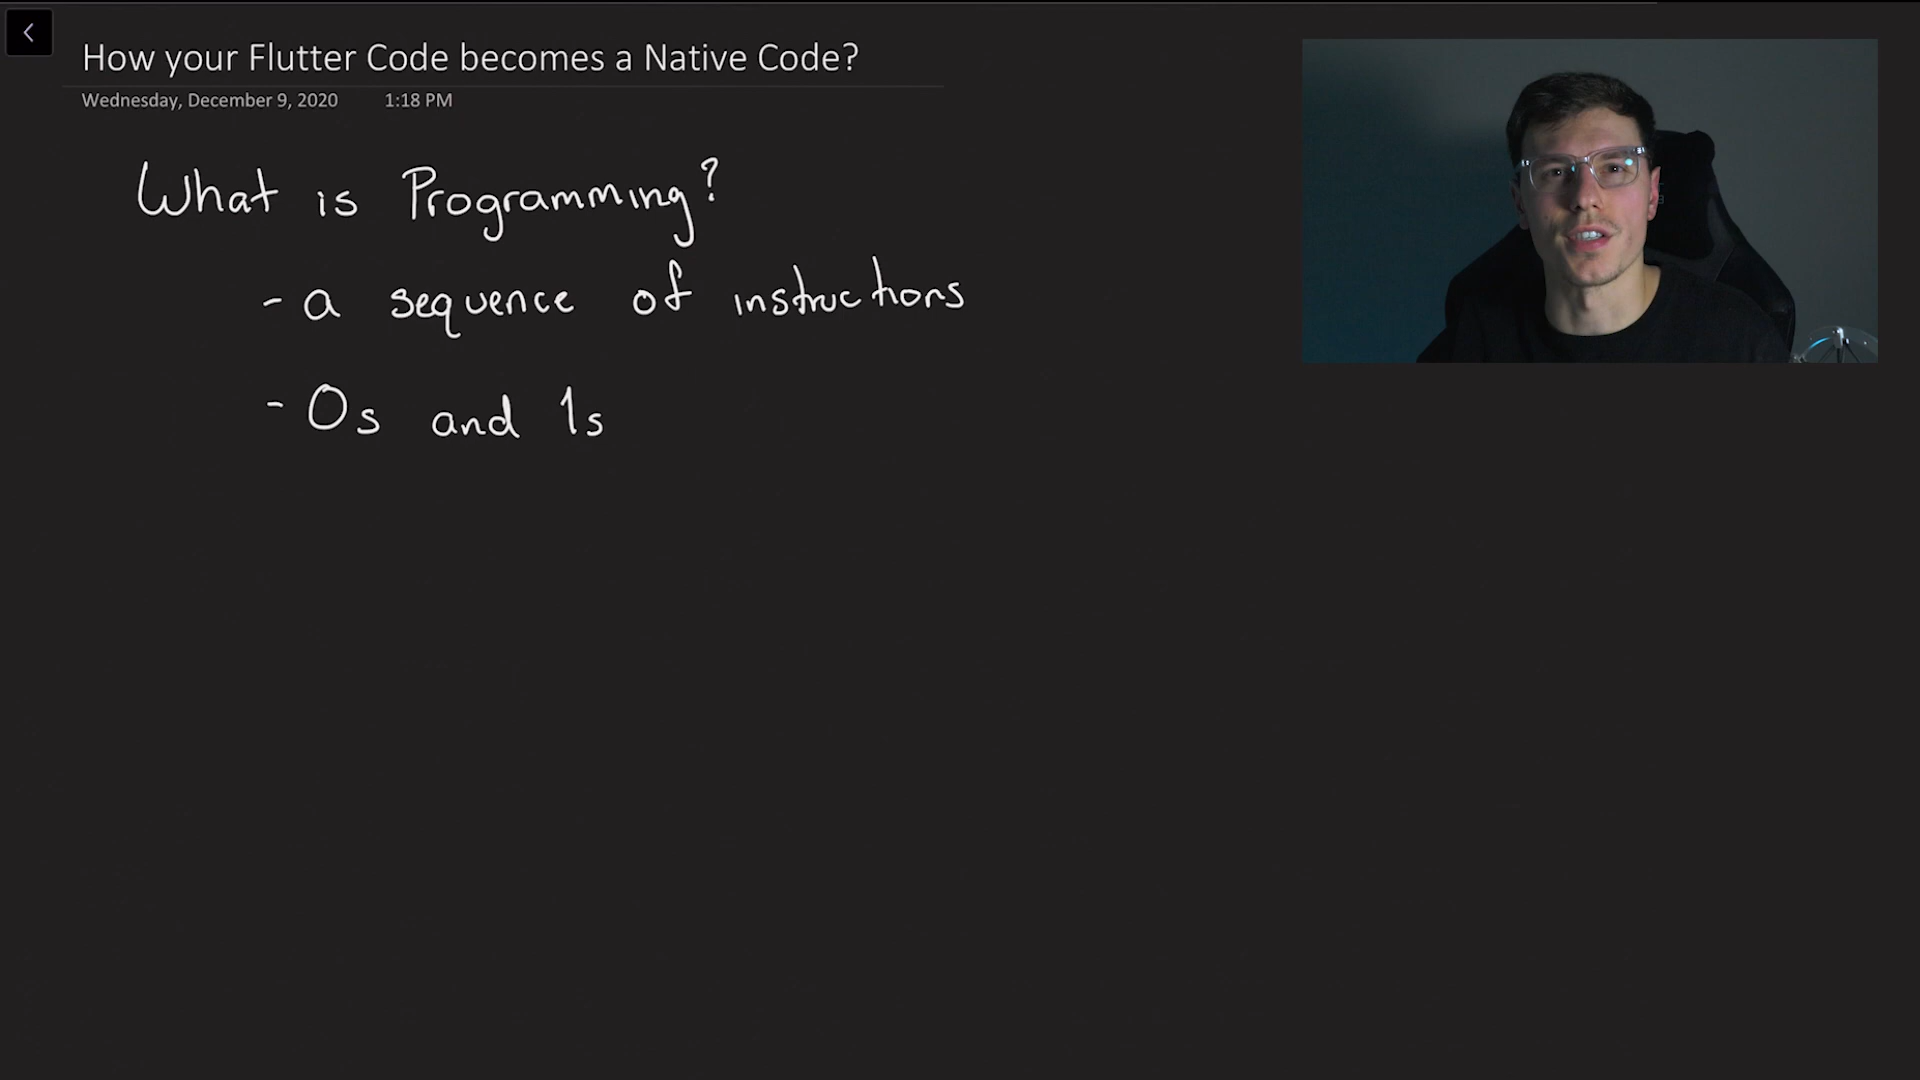 How your Flutter Code becomes a Native Code?
Wednesday, December 9, 2020 1:18 PM
What is Programming?
- a sequence of instructions
- 0s and 1s